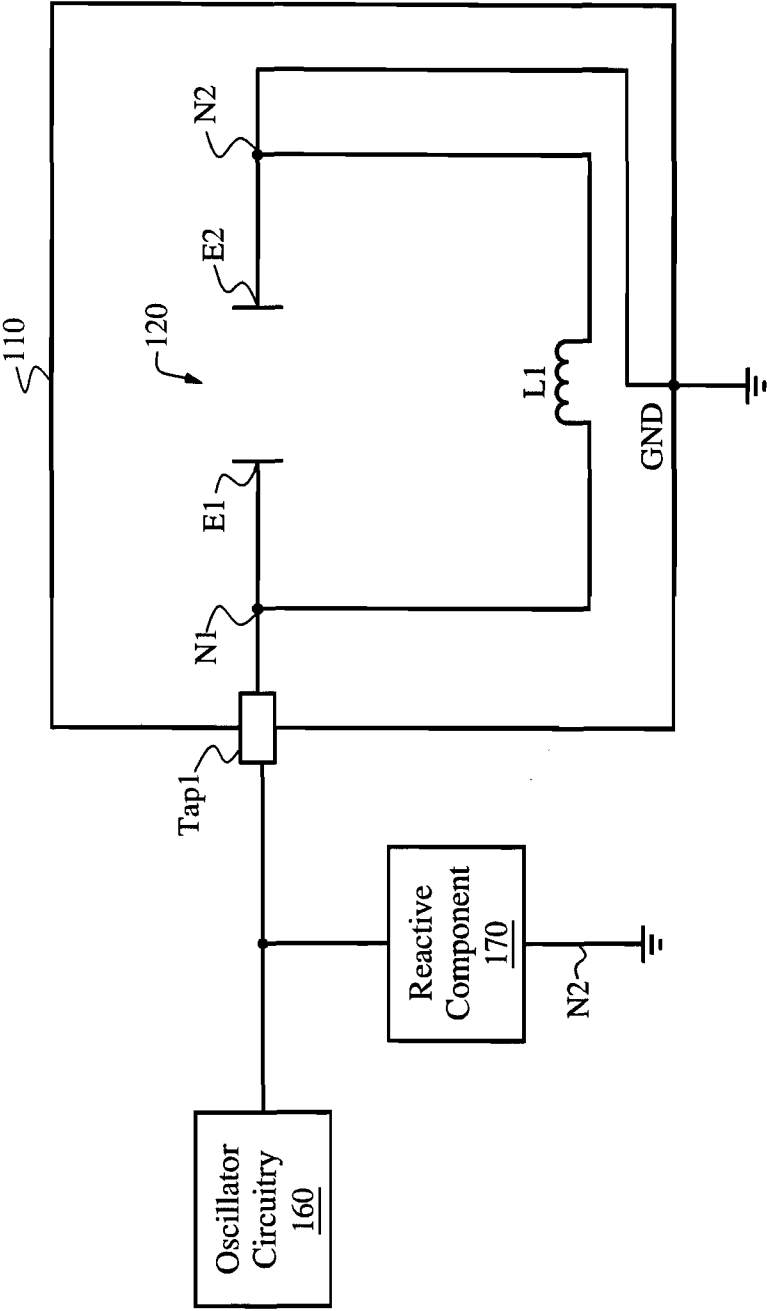 110
120
N2
E2
E1
N1
L1
GND
Tap1
Reactive
Component
170
N2
Oscillator
Circuitry
160